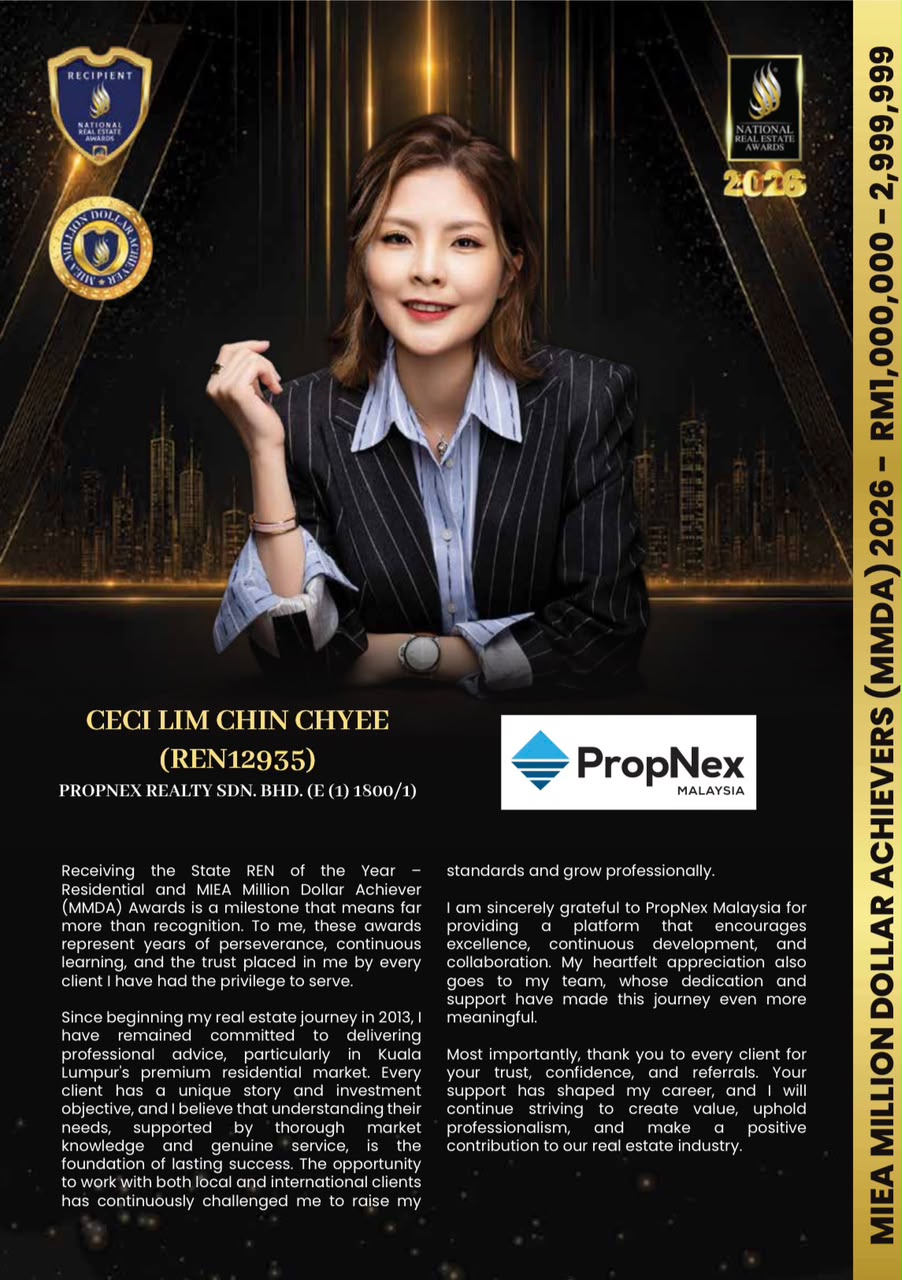 RECIPIENT
NATIONAL
REAL ESTATE
AWARDS
MIEA MILLION DOLLAR ACHIEVER
NATIONAL
REAL ESTATE
AWARDS
2026
CECI LIM CHIN CHYEE
(REN12935)
PROPNEX REALTY SDN. BHD. (E (1) 1800/1)
PropNex
MALAYSIA
Receiving the State REN of the Year –
Residential and MIEA Million Dollar Achiever
(MMDA) Awards is a milestone that means far
more than recognition. To me, these awards
represent years of perseverance, continuous
learning, and the trust placed in me by every
client I have had the privilege to serve.
Since beginning my real estate journey in 2013, I
have remained committed to delivering
professional advice, particularly in Kuala
Lumpur's premium residential market. Every
client has a unique story and investment
objective, and I believe that understanding their
needs, supported by thorough market
knowledge and genuine service, is the
foundation of lasting success. The opportunity
to work with both local and international clients
has continuously challenged me to raise my
standards and grow professionally.
I am sincerely grateful to PropNex Malaysia for
providing a platform that encourages
excellence, continuous development, and
collaboration. My heartfelt appreciation also
goes to my team, whose dedication and
support have made this journey even more
meaningful.
Most importantly, thank you to every client for
your trust, confidence, and referrals. Your
support has shaped my career, and I will
continue striving to create value, uphold
professionalism, and make a positive
contribution to our real estate industry.
MIEA MILLION DOLLAR ACHIEVERS (MMDA) 2026 – RM1,000,000 – 2,999,999